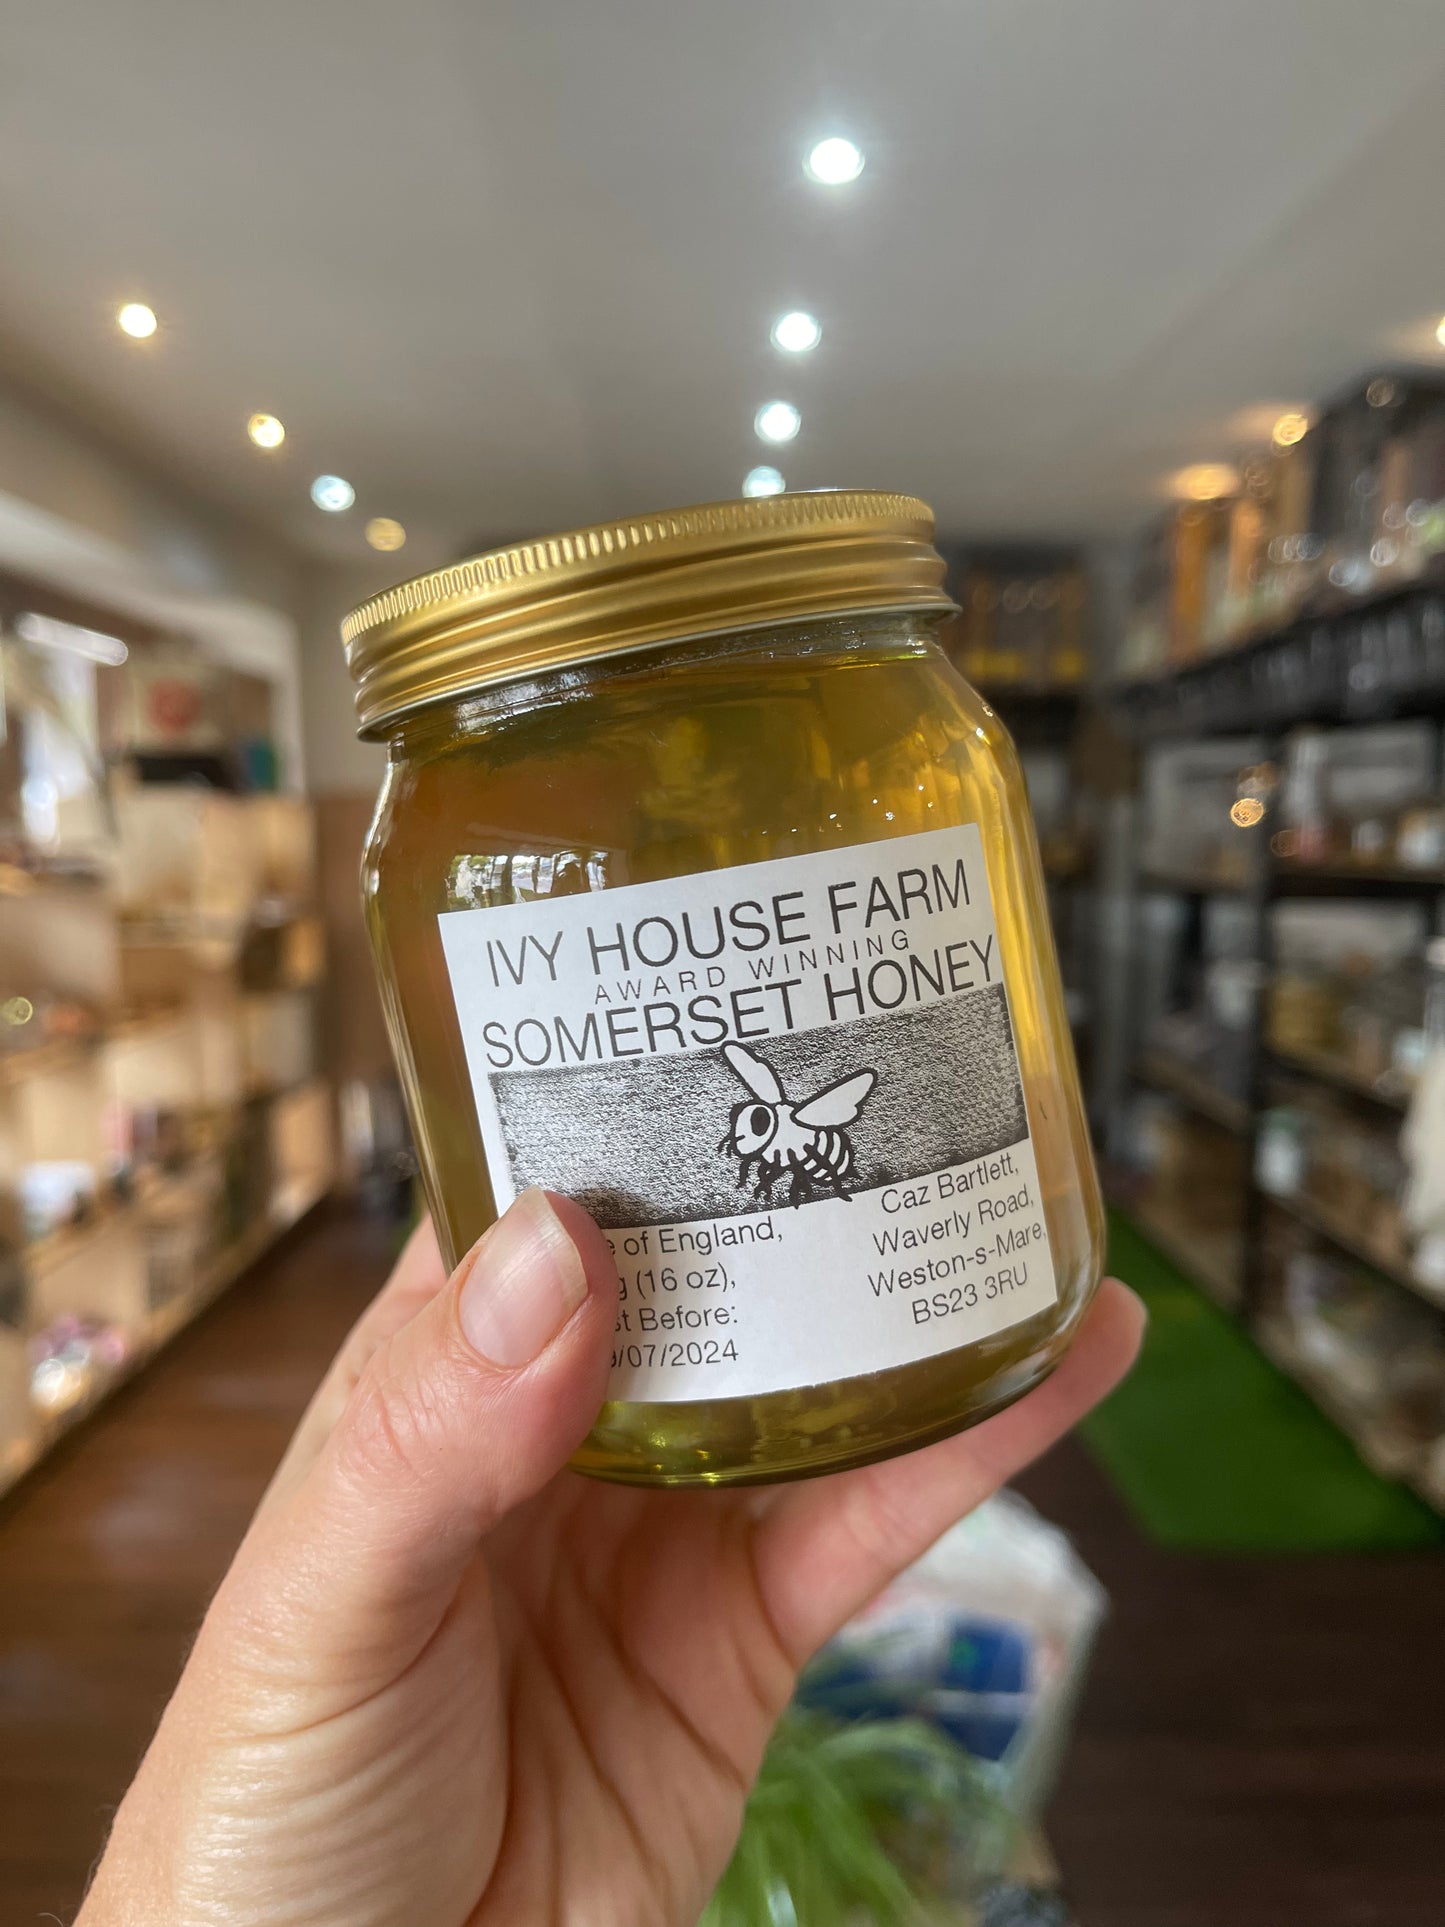 IVY HOUSE FARM
AWARD WINNING
SOMERSET HONEY
of England,
(16 oz),
Before:
/07/2024
Caz Bartlett,
Waverly Road,
Weston-s-Mare,
BS23 3RU